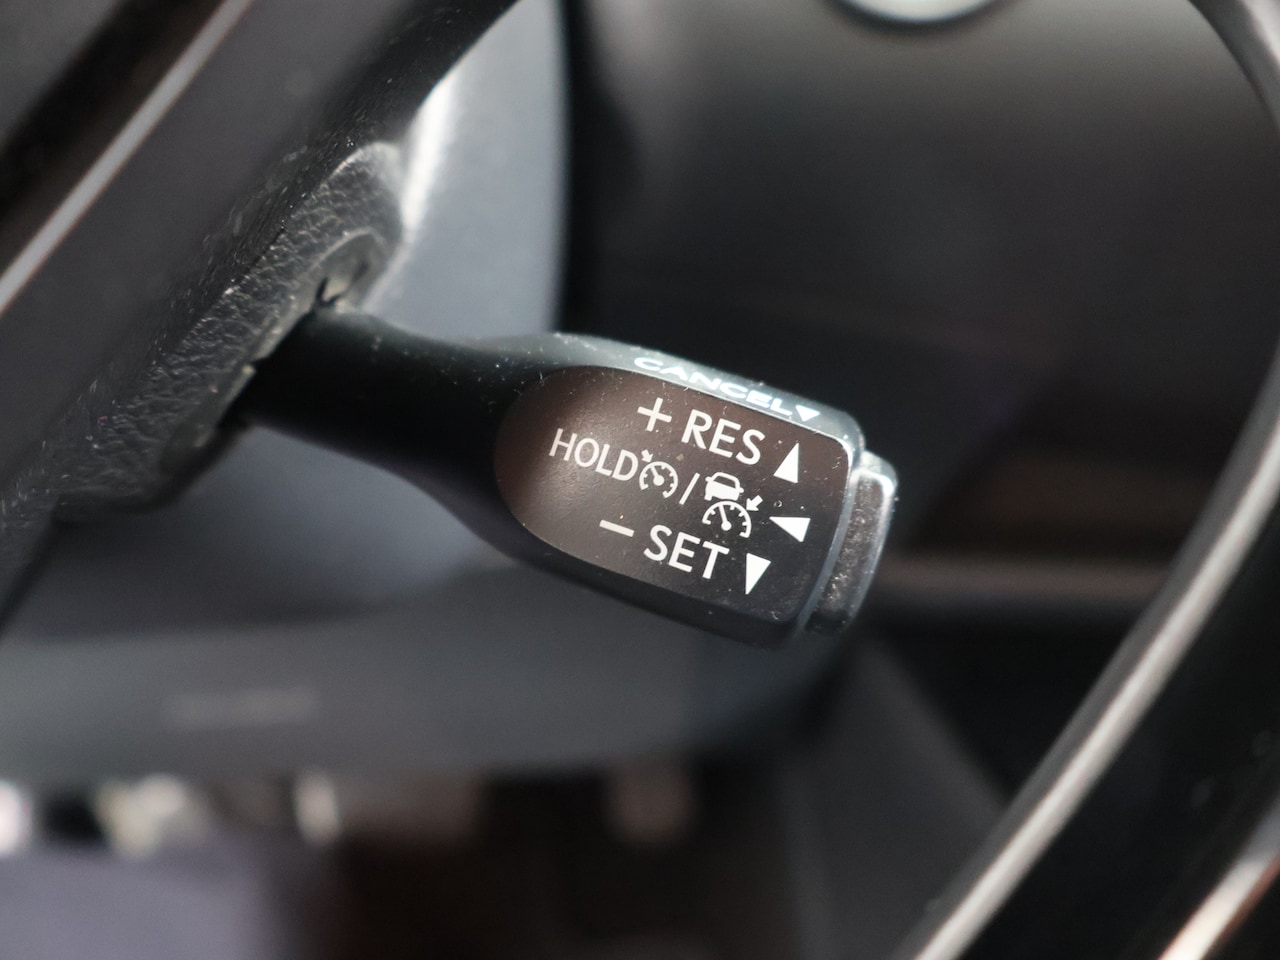 CANCEL
+ RES
HOLD /
− SET